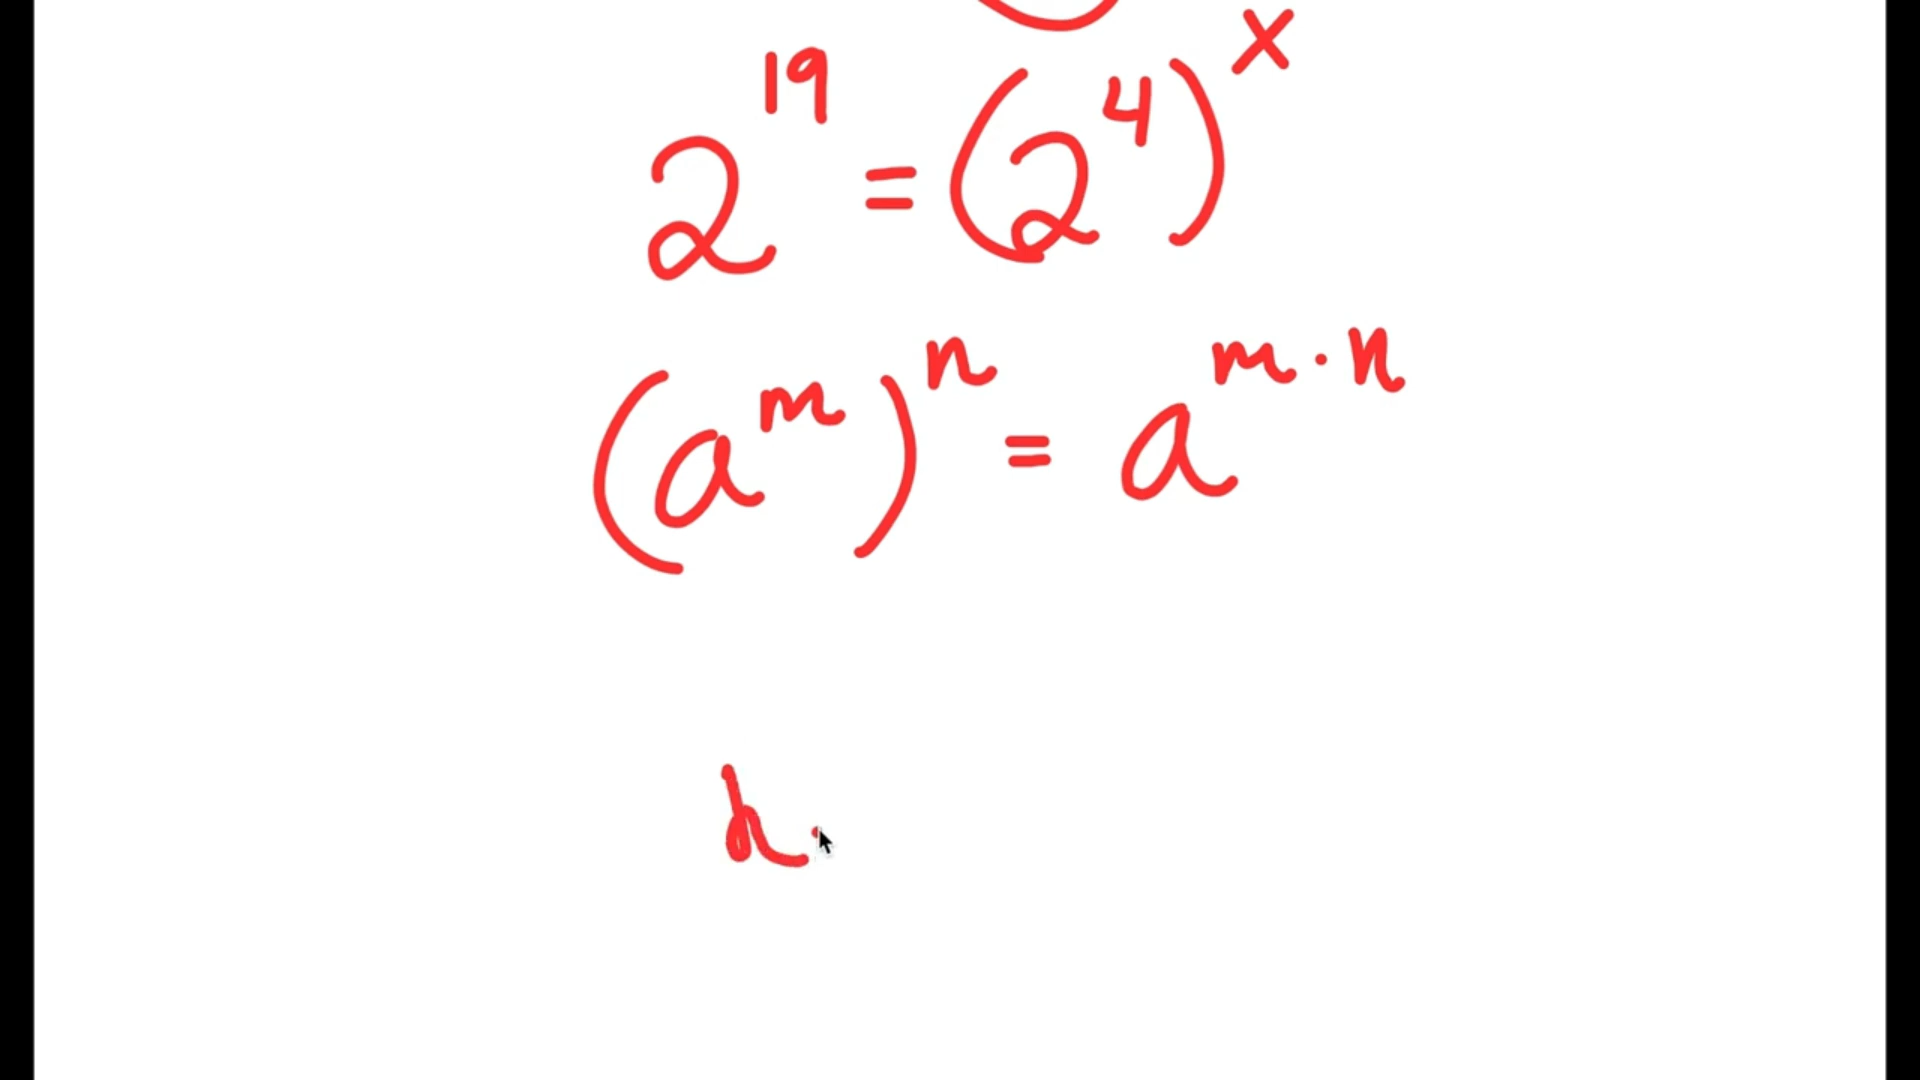 2^19 = (2^4)^x
(a^m)^n = a^m·n
h